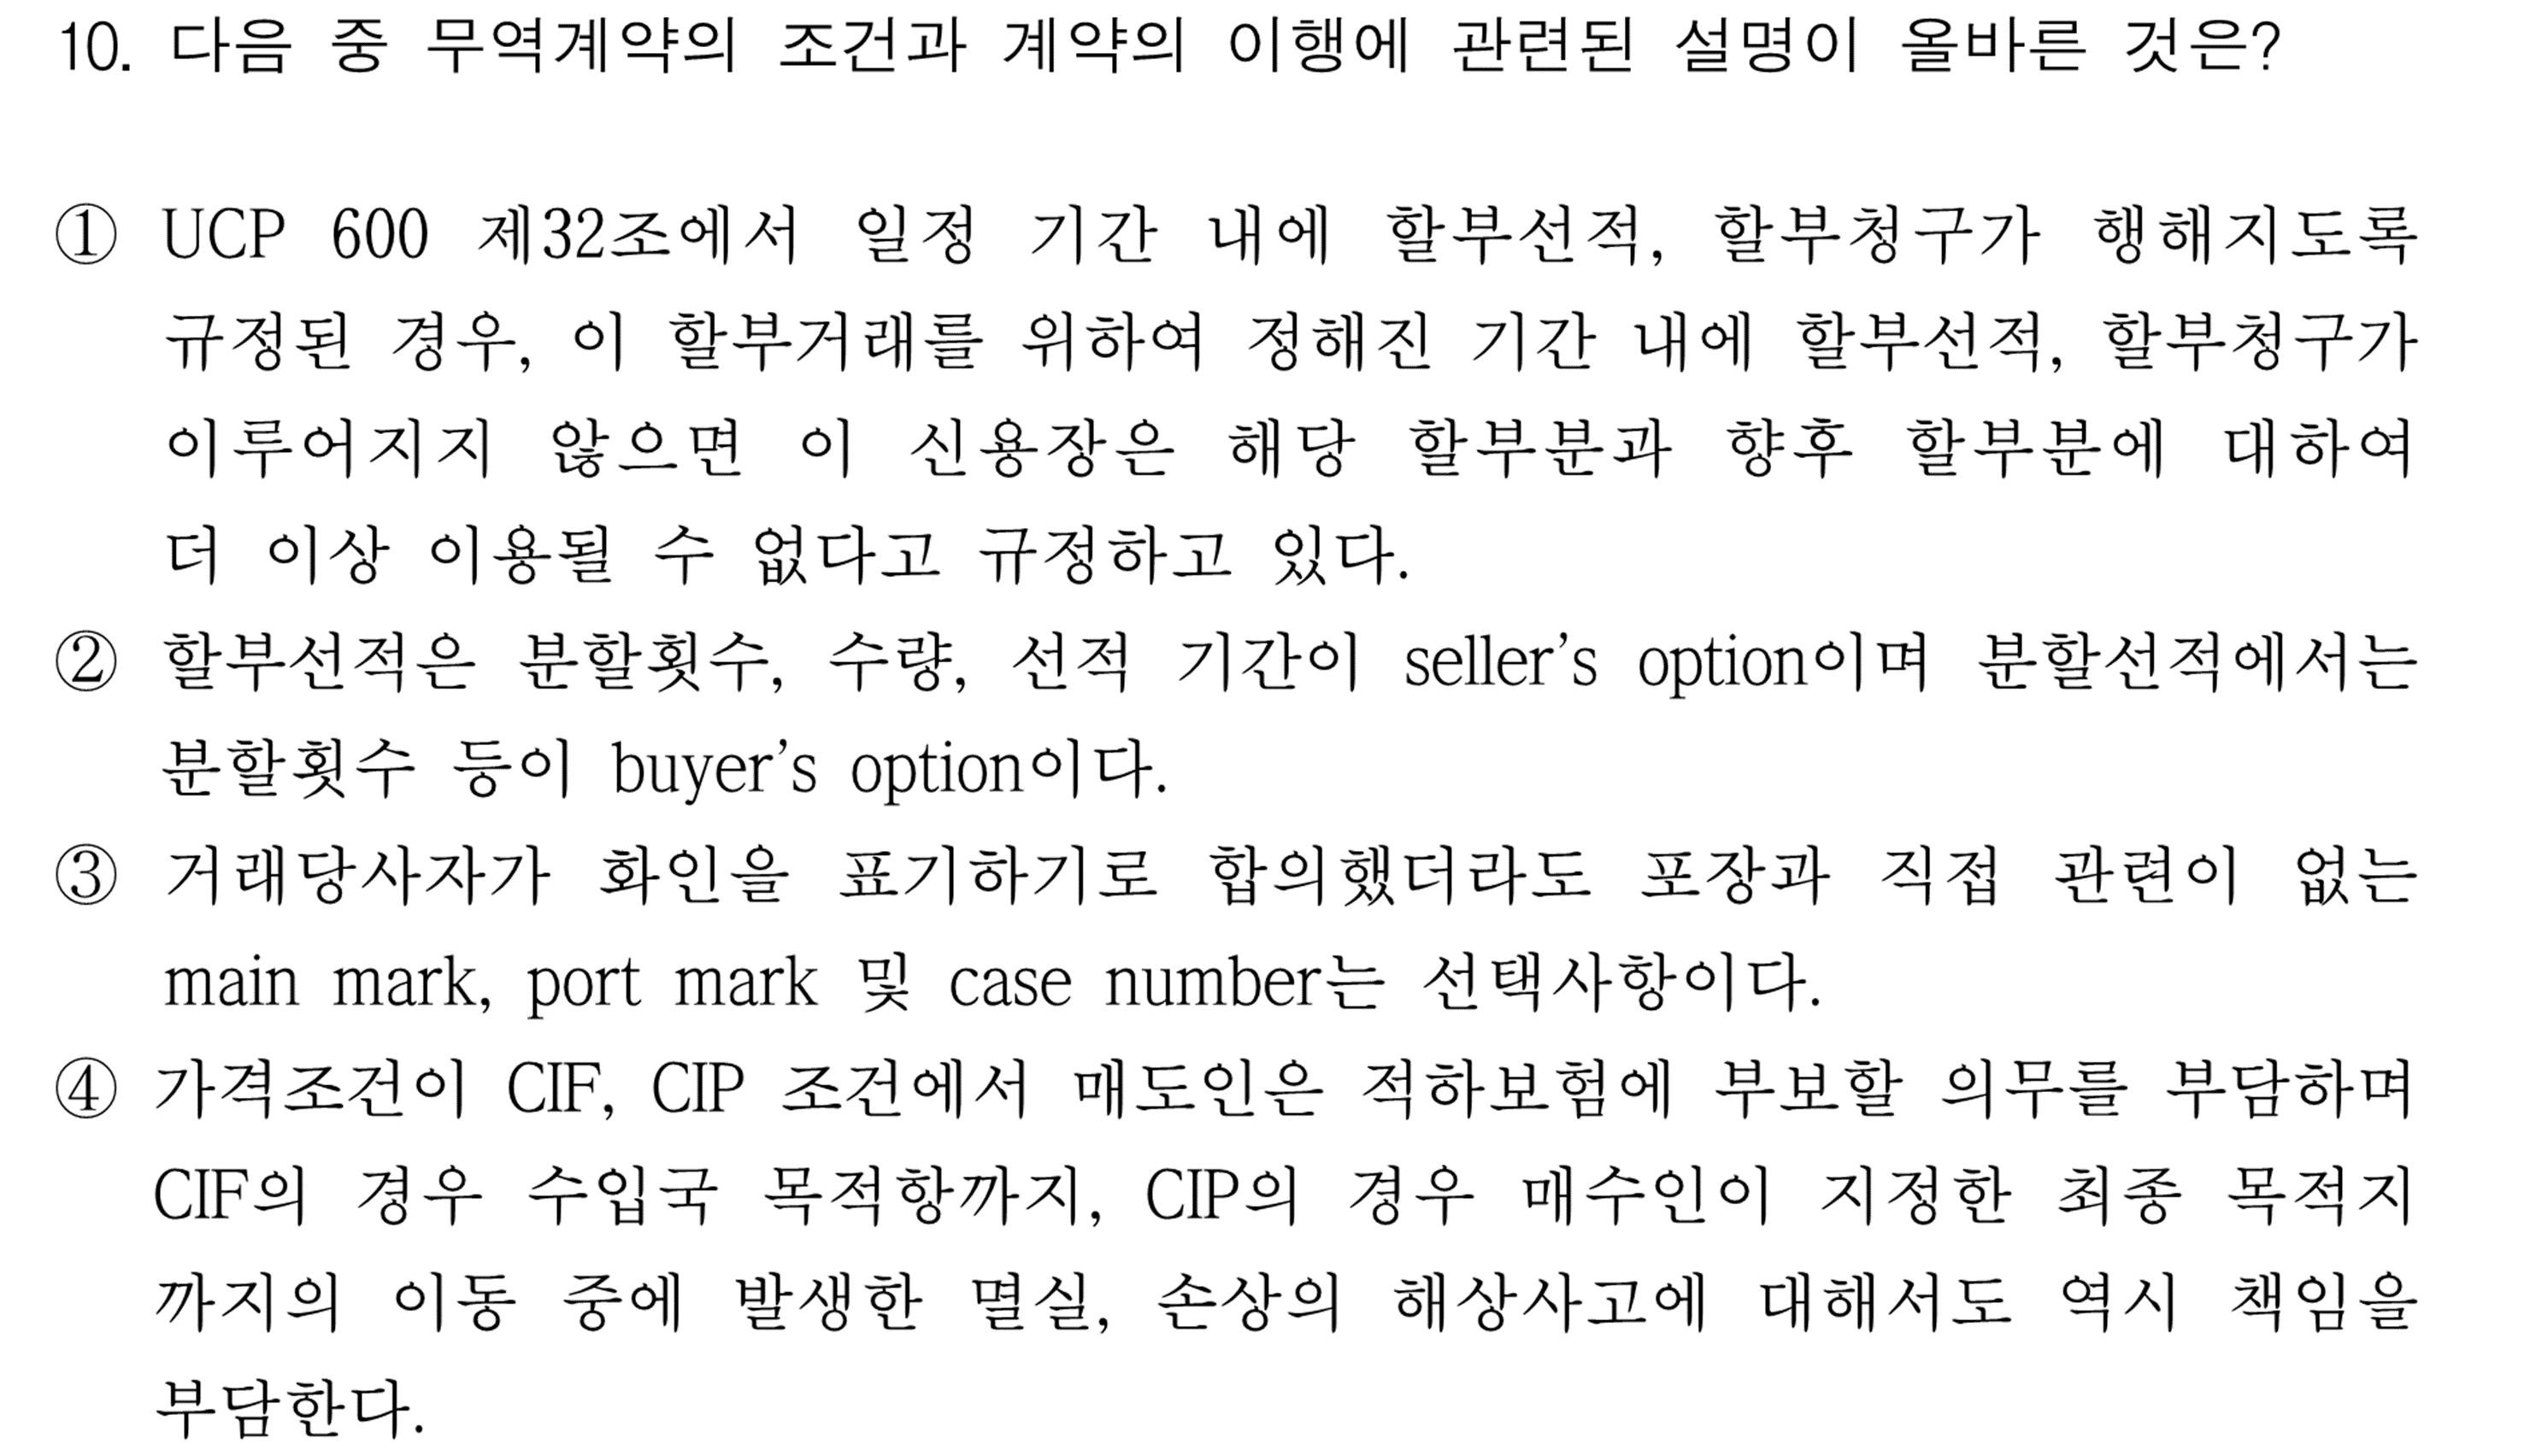 10. 다음 중 무역계약의 조건과 계약의 이행에 관련된 설명이 올바른 것은?
① UCP 600 제32조에서 일정 기간 내에 할부선적, 할부청구가 행해지도록
규정된 경우, 이 할부거래를 위하여 정해진 기간 내에 할부선적, 할부청구가
이루어지지 않으면 이 신용장은 해당 할부분과 향후 할부분에 대하여
더 이상 이용될 수 없다고 규정하고 있다.
② 할부선적은 분할횟수, 수량, 선적 기간이 seller’s option이며 분할선적에서는
분할횟수 등이 buyer’s option이다.
③ 거래당사자가 화인을 표기하기로 합의했더라도 포장과 직접 관련이 없는
main mark, port mark 및 case number는 선택사항이다.
④ 가격조건이 CIF, CIP 조건에서 매도인은 적하보험에 부보할 의무를 부담하며
CIF의 경우 수입국 목적항까지, CIP의 경우 매수인이 지정한 최종 목적지
까지의 이동 중에 발생한 멸실, 손상의 해상사고에 대해서도 역시 책임을
부담한다.